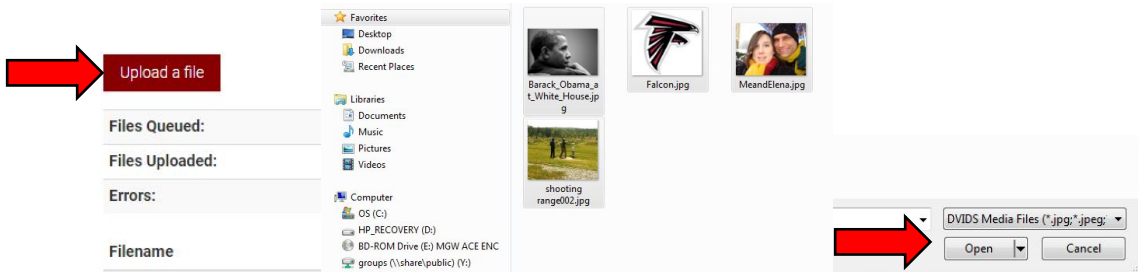 Upload a file
Files Queued:
Files Uploaded:
Errors:
Filename
Favorites
Desktop
Downloads
Recent Places
Libraries
Documents
Music
Pictures
Videos
Computer
OS (C:)
HP_RECOVERY (D:)
BD-ROM Drive (E:) MGW ACE ENC
groups (\\share\public) (Y:)
Barack_Obama_a
t_White_House.jp
g
Falcon.jpg
MeandElena.jpg
shooting
range002.jpg
DVIDS Media Files (*.jpg;*.jpeg;
Open
Cancel